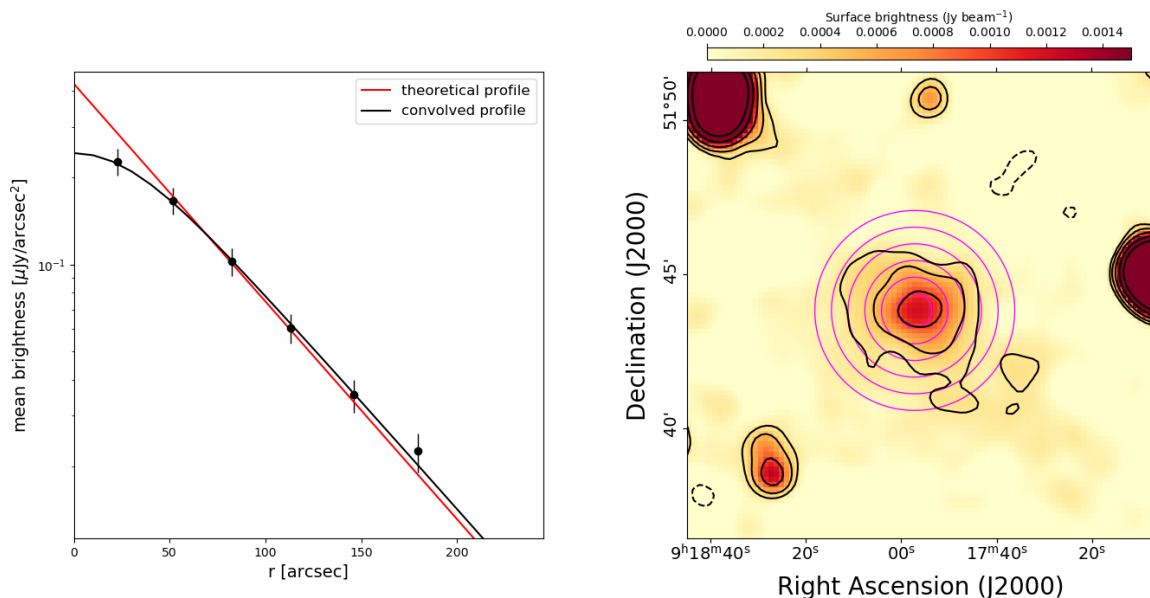 theoretical profile
convolved profile
mean brightness [μJy/arcsec²]
10⁻¹
0 50 100 150 200
r [arcsec]
Surface brightness (Jy beam⁻¹)
0.0000 0.0002 0.0004 0.0006 0.0008 0.0010 0.0012 0.0014
Declination (J2000)
51°50'
45'
40'
9ʰ18ᵐ40ˢ 20ˢ 00ˢ 17ᵐ40ˢ 20ˢ
Right Ascension (J2000)